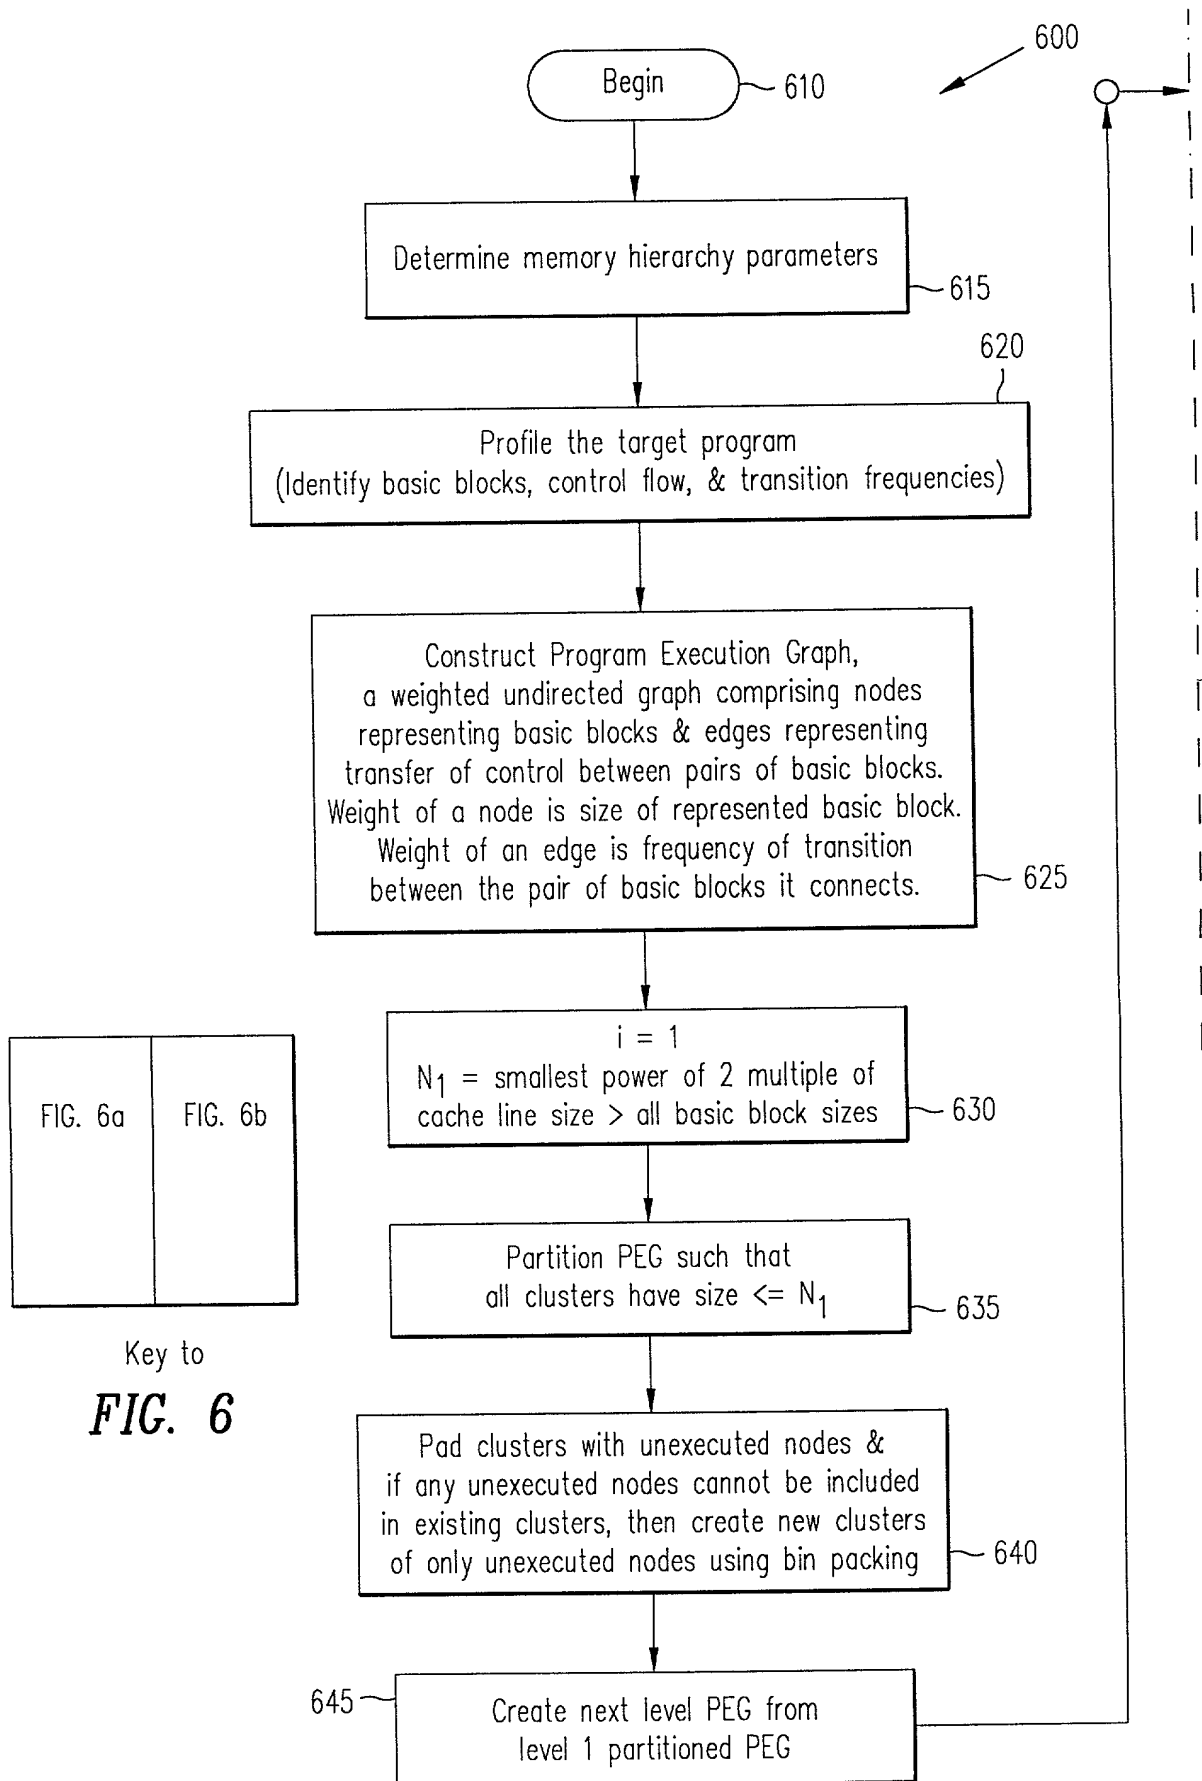 600
Begin
610
Determine memory hierarchy parameters
615
620
Profile the target program
(Identify basic blocks, control flow, & transition frequencies)
Construct Program Execution Graph,
a weighted undirected graph comprising nodes
representing basic blocks & edges representing
transfer of control between pairs of basic blocks.
Weight of a node is size of represented basic block.
Weight of an edge is frequency of transition
between the pair of basic blocks it connects.
625
i = 1
N1 = smallest power of 2 multiple of
cache line size > all basic block sizes
630
FIG. 6a
FIG. 6b
Key to
FIG. 6
Partition PEG such that
all clusters have size <= N1
635
Pad clusters with unexecuted nodes &
if any unexecuted nodes cannot be included
in existing clusters, then create new clusters
of only unexecuted nodes using bin packing
640
645
Create next level PEG from
level 1 partitioned PEG